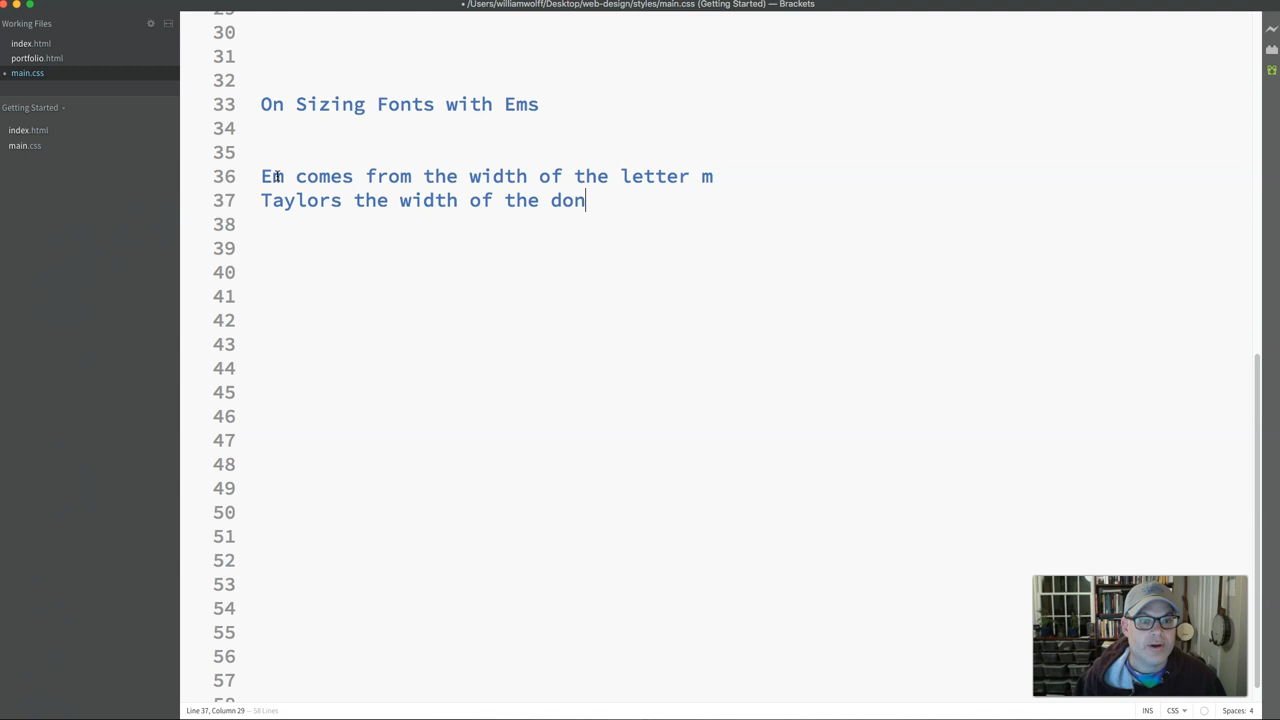 • /Users/williamwolff/Desktop/web-design/styles/main.css (Getting Started) — Brackets
Working Files
index.html
portfolio.html
main.css
Getting Started
index.html
main.css
29
30
31
32
33 On Sizing Fonts with Ems
34
35
36 Em comes from the width of the letter m
37 Taylors the width of the don
38
39
40
41
42
43
44
45
46
47
48
49
50
51
52
53
54
55
56
57
58
Line 37, Column 29 — 58 Lines
INS CSS Spaces: 4